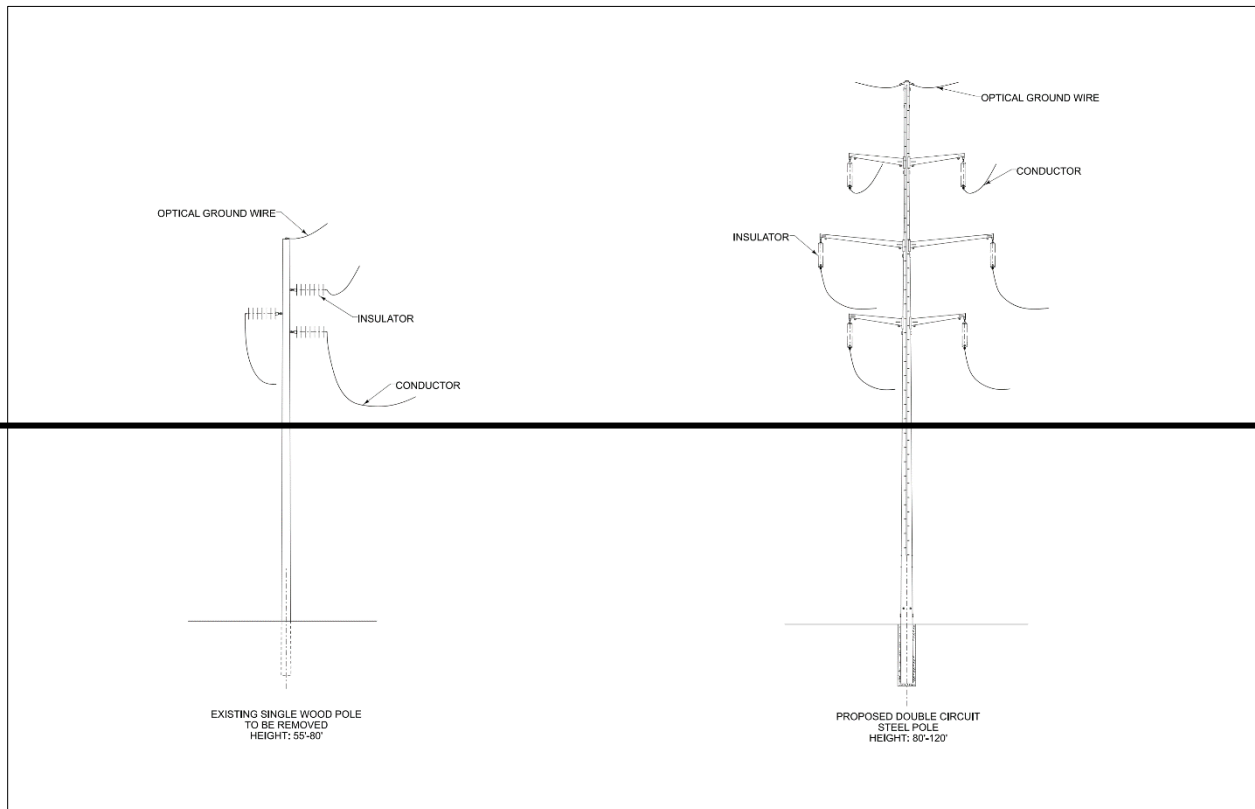 OPTICAL GROUND WIRE
INSULATOR
CONDUCTOR
EXISTING SINGLE WOOD POLE
TO BE REMOVED
HEIGHT: 55'-80'
OPTICAL GROUND WIRE
CONDUCTOR
INSULATOR
PROPOSED DOUBLE CIRCUIT
STEEL POLE
HEIGHT: 80'-120'